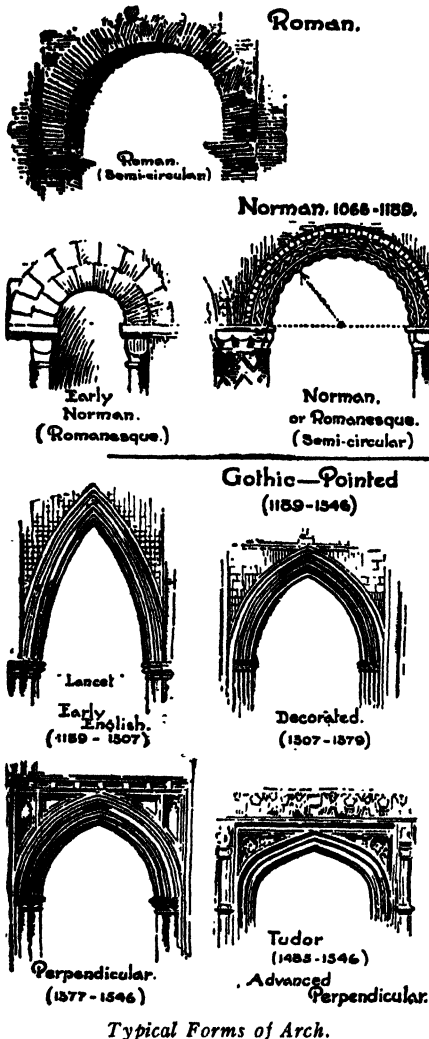 Roman.
Roman.
(Semi-circular)
Norman. 1066-1189.
Early
Norman.
(Romanesque.)
Norman.
or Romanesque.
(Semi-circular)
Gothic—Pointed
(1189-1546)
Lancet
Early
English.
(1189 - 1307)
Decorated.
(1307-1379)
Perpendicular.
(1377-1546)
Tudor
(1485-1546)
Advanced
Perpendicular.
Typical Forms of Arch.